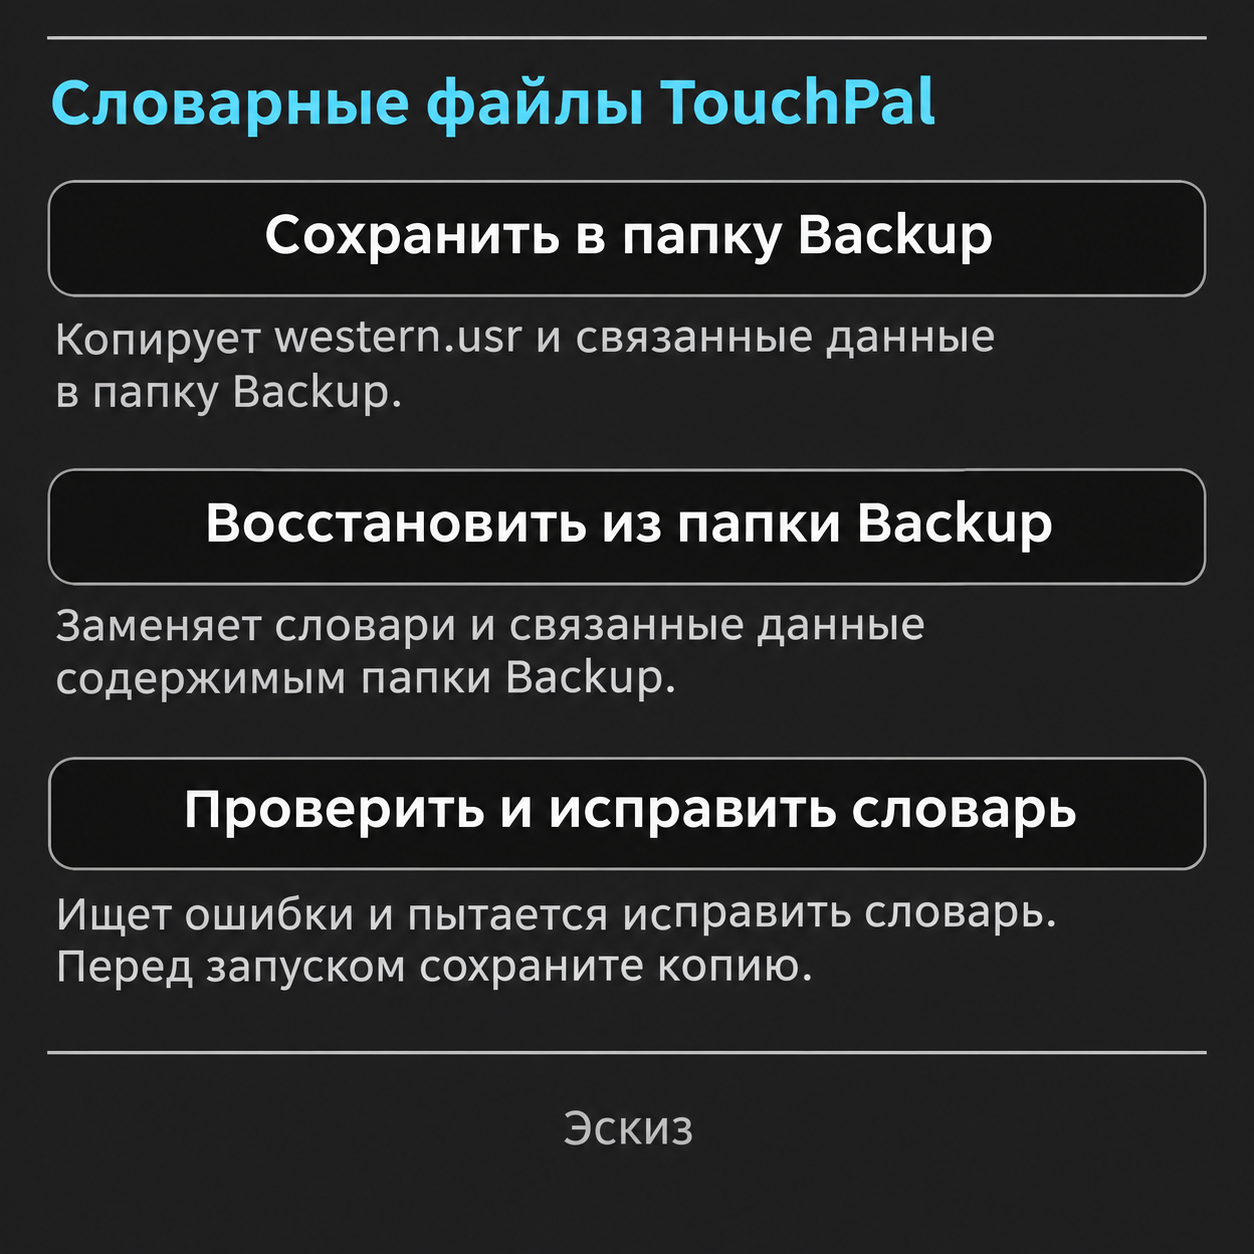 Словарные файлы TouchPal
Сохранить в папку Backup
Копирует western.usr и связанные данные
в папку Backup.
Восстановить из папки Backup
Заменяет словари и связанные данные
содержимым папки Backup.
Проверить и исправить словарь
Ищет ошибки и пытается исправить словарь.
Перед запуском сохраните копию.
Эскиз